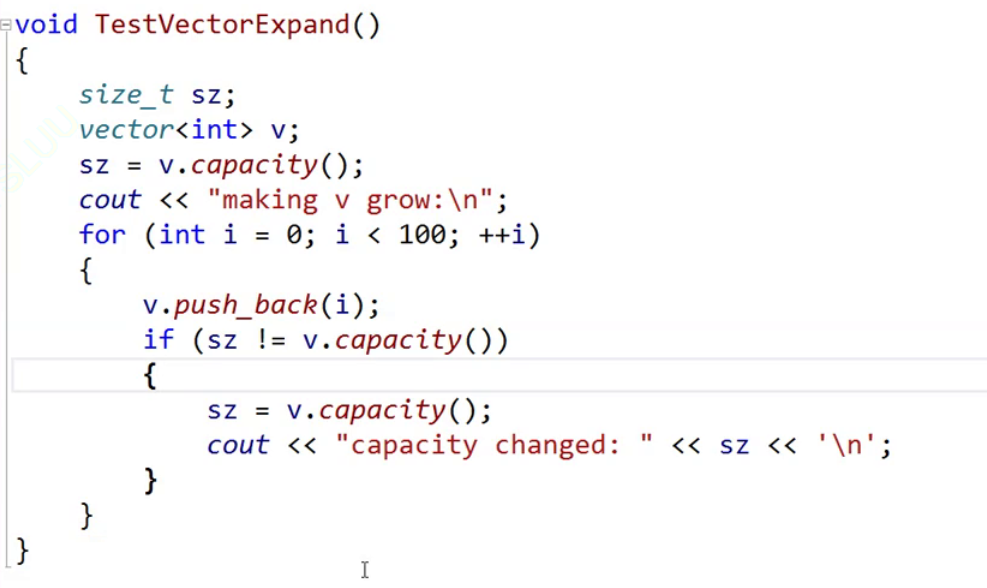 void TestVectorExpand()
{
    size_t sz;
    vector<int> v;
    sz = v.capacity();
    cout << "making v grow:\n";
    for (int i = 0; i < 100; ++i)
    {
        v.push_back(i);
        if (sz != v.capacity())
        {
            sz = v.capacity();
            cout << "capacity changed: " << sz << '\n';
        }
    }
}